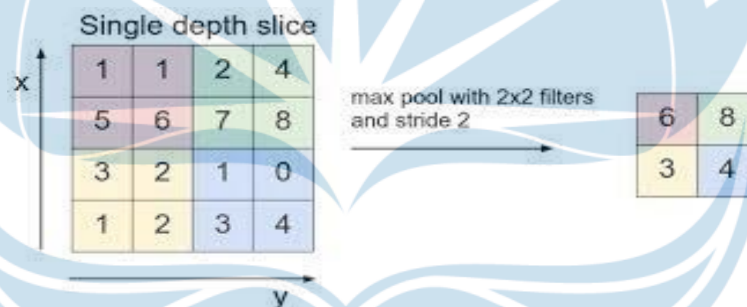 Single depth slice
x
1 1 2 4
5 6 7 8
3 2 1 0
1 2 3 4
y
max pool with 2x2 filters
and stride 2
6 8
3 4